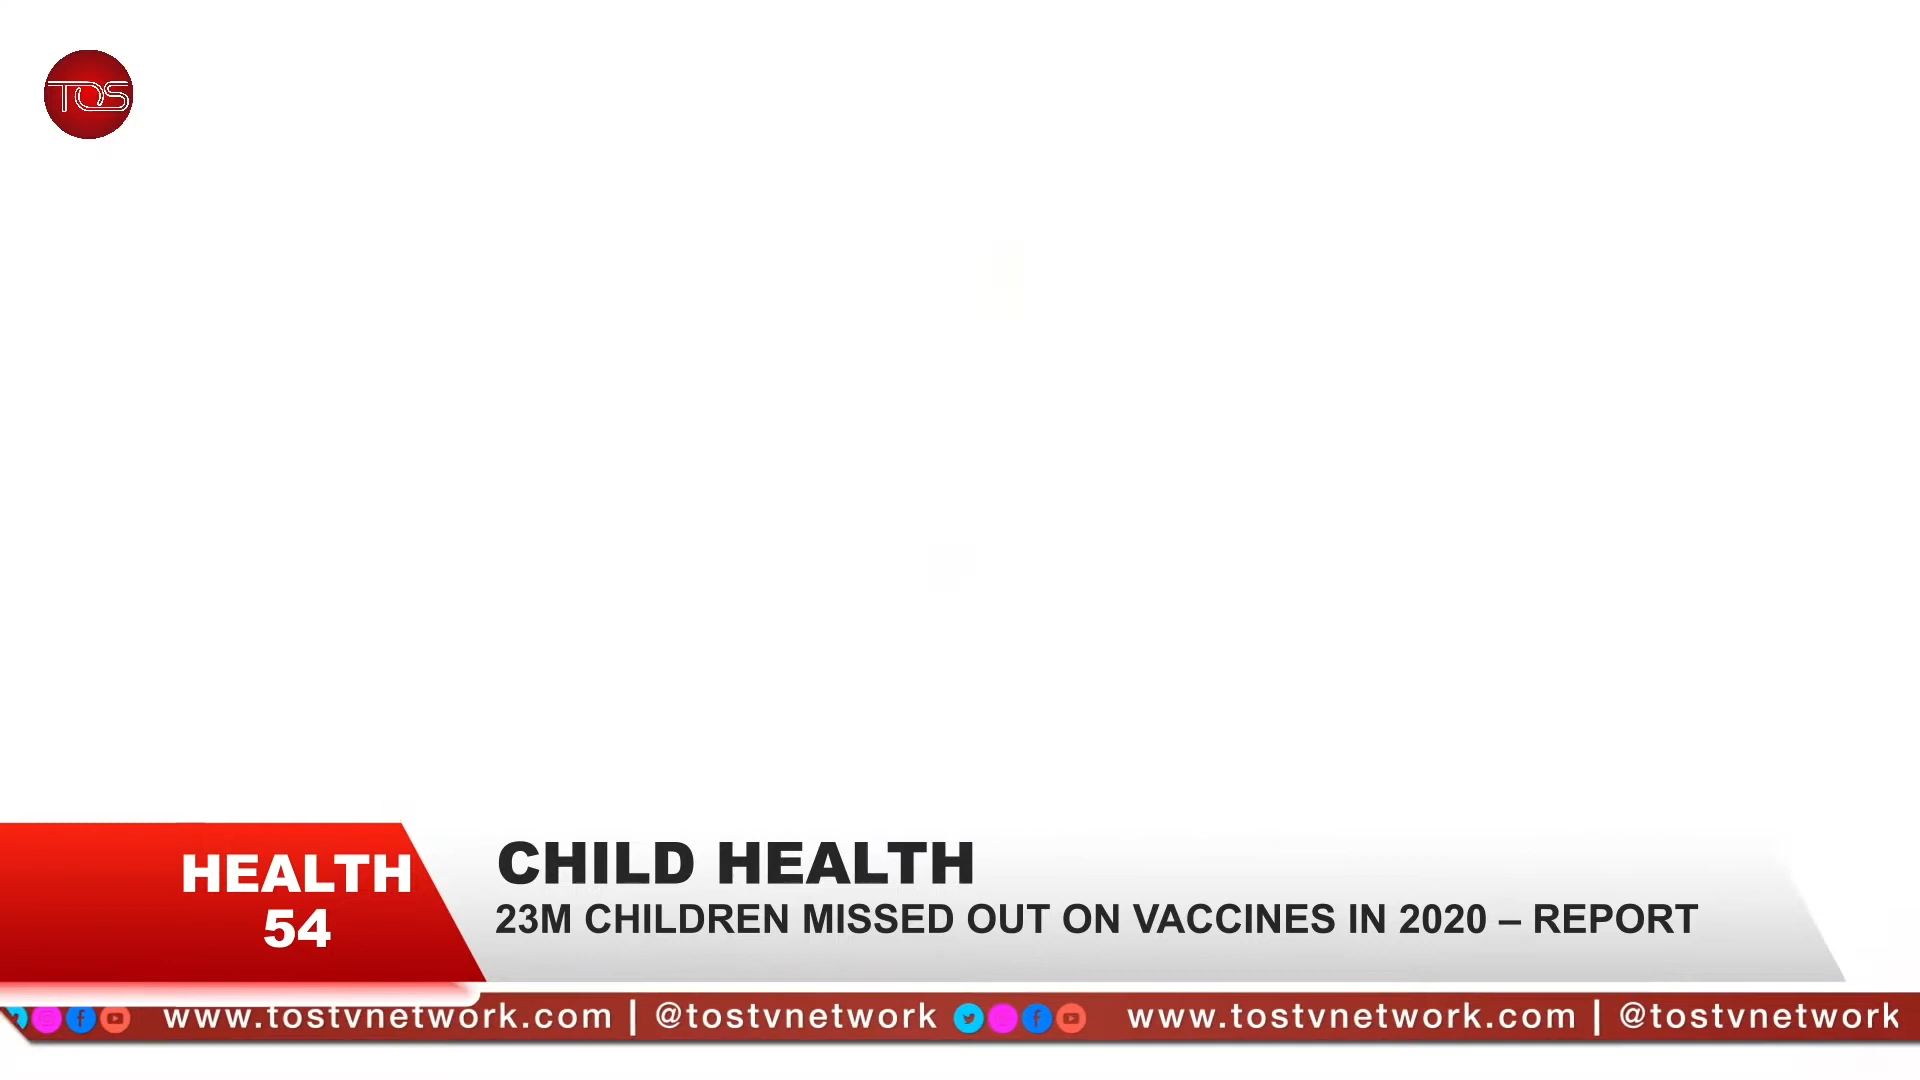 TOS
HEALTH
54
CHILD HEALTH
23M CHILDREN MISSED OUT ON VACCINES IN 2020 – REPORT
www.tostvnetwork.com | @tostvnetwork www.tostvnetwork.com | @tostvnetwork